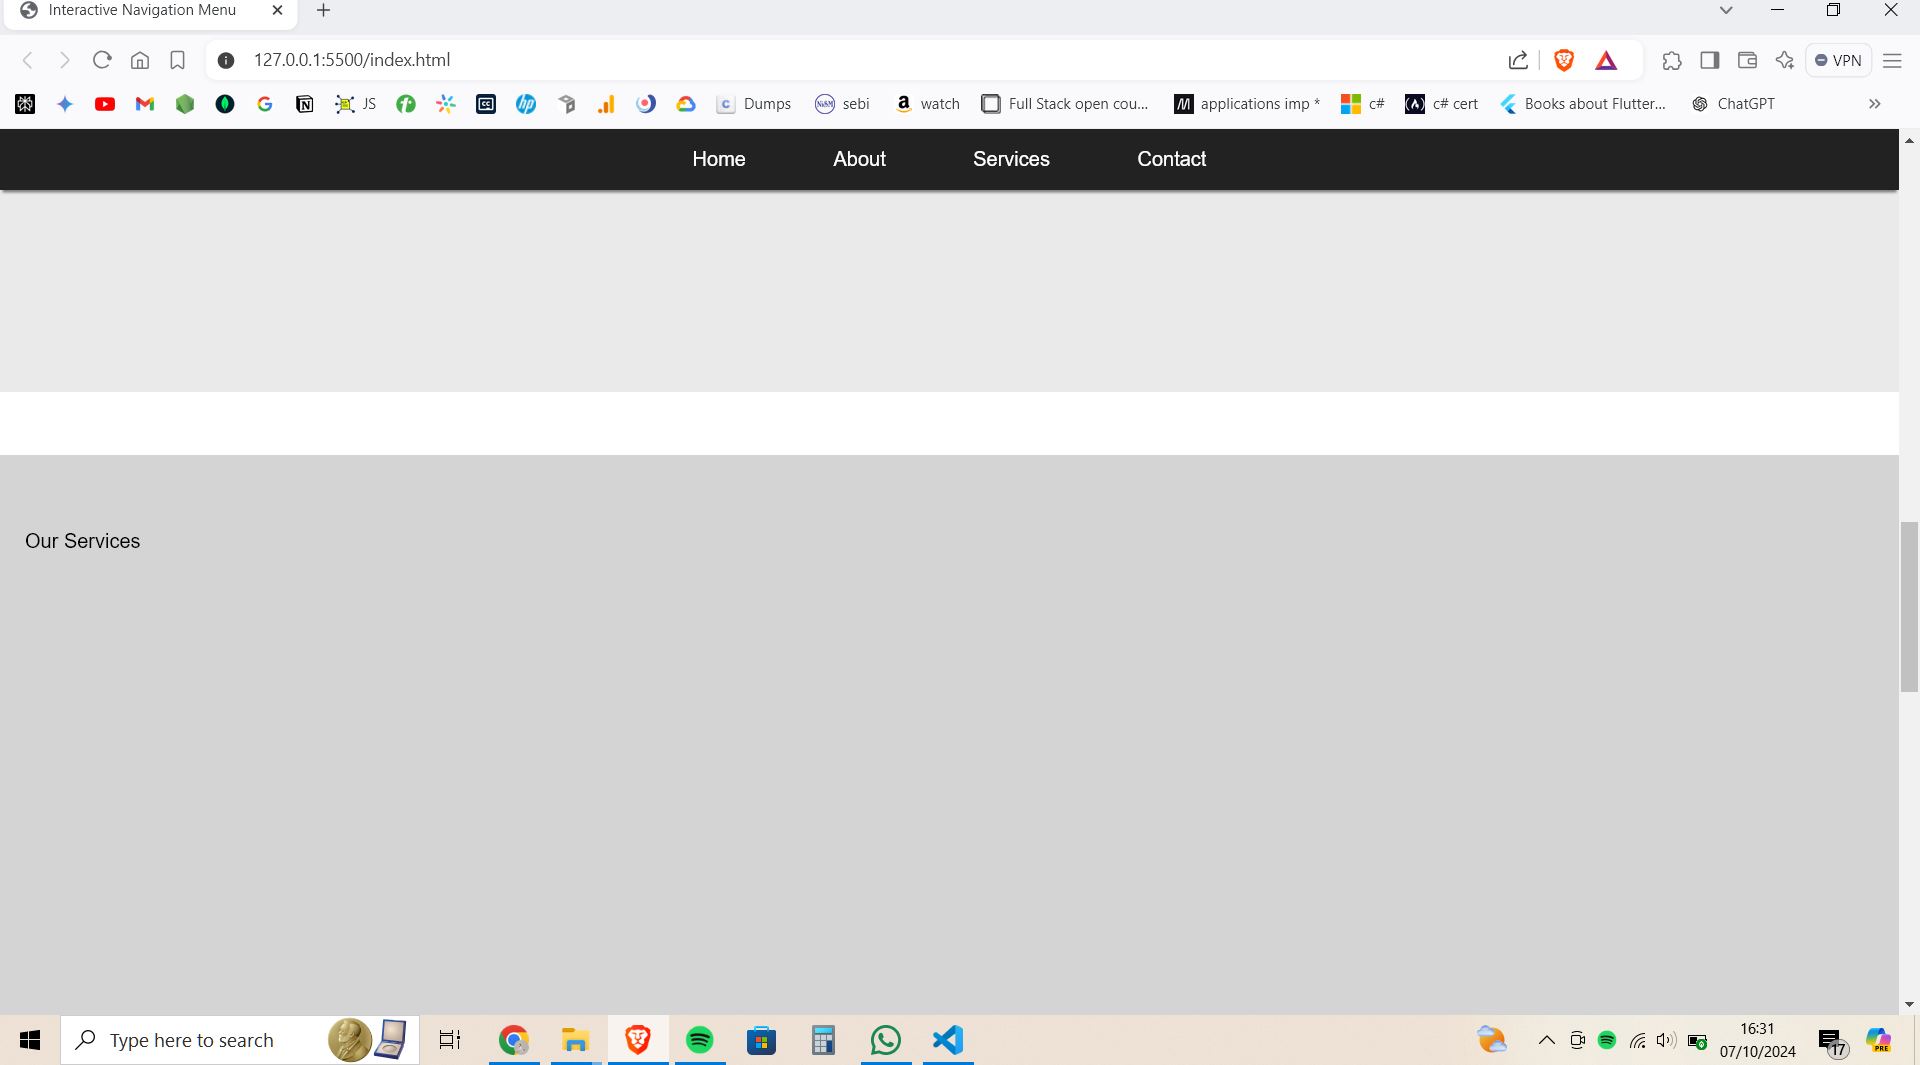 Interactive Navigation Menu
127.0.0.1:5500/index.html
VPN
JS
Dumps
sebi
watch
Full Stack open cou...
applications imp *
c#
c# cert
Books about Flutter...
ChatGPT
Home
About
Services
Contact
Our Services
Type here to search
16:31
07/10/2024
17
PRE